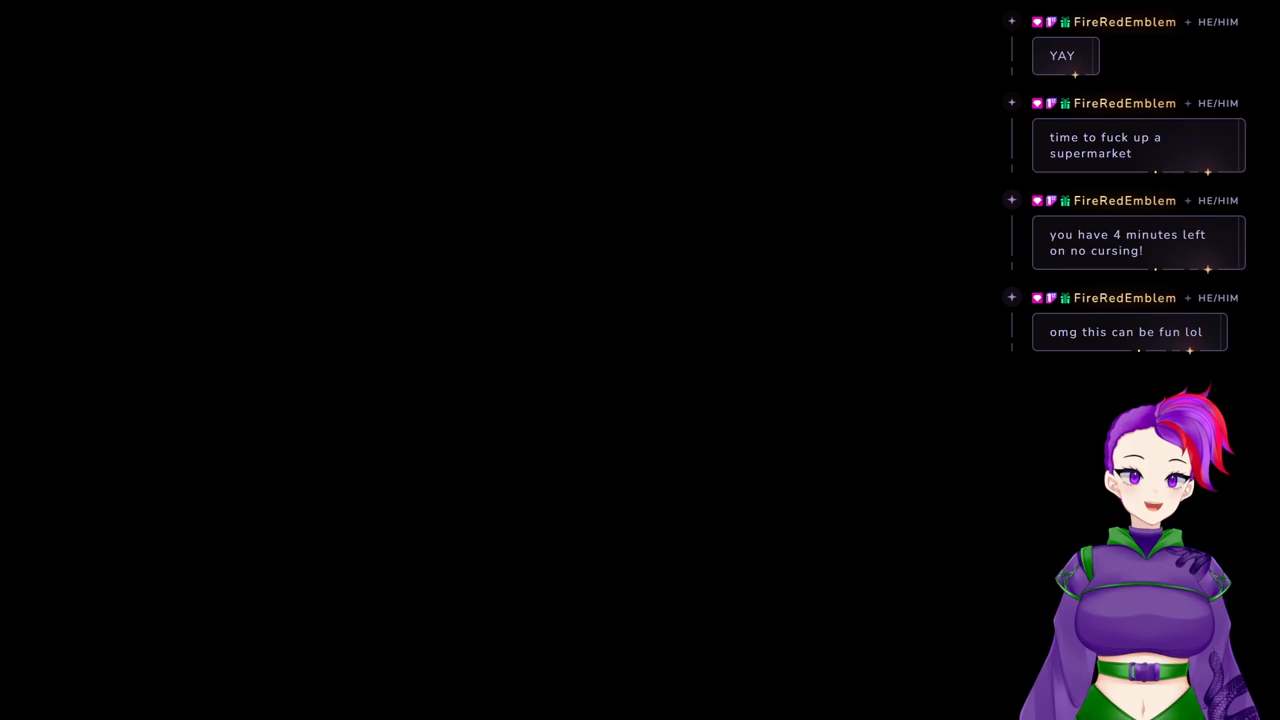 FireRedEmblem HE/HIM
YAY
FireRedEmblem HE/HIM
time to fuck up a
supermarket
FireRedEmblem HE/HIM
you have 4 minutes left
on no cursing!
FireRedEmblem HE/HIM
omg this can be fun lol